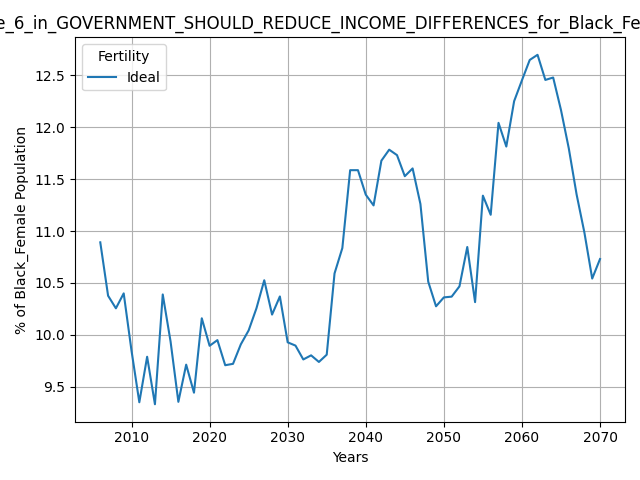 e_6_in_GOVERNMENT_SHOULD_REDUCE_INCOME_DIFFERENCES_for_Black_Fe
Fertility
Ideal
% of Black_Female Population
12.5
12.0
11.5
11.0
10.5
10.0
9.5
2010 2020 2030 2040 2050 2060 2070
Years